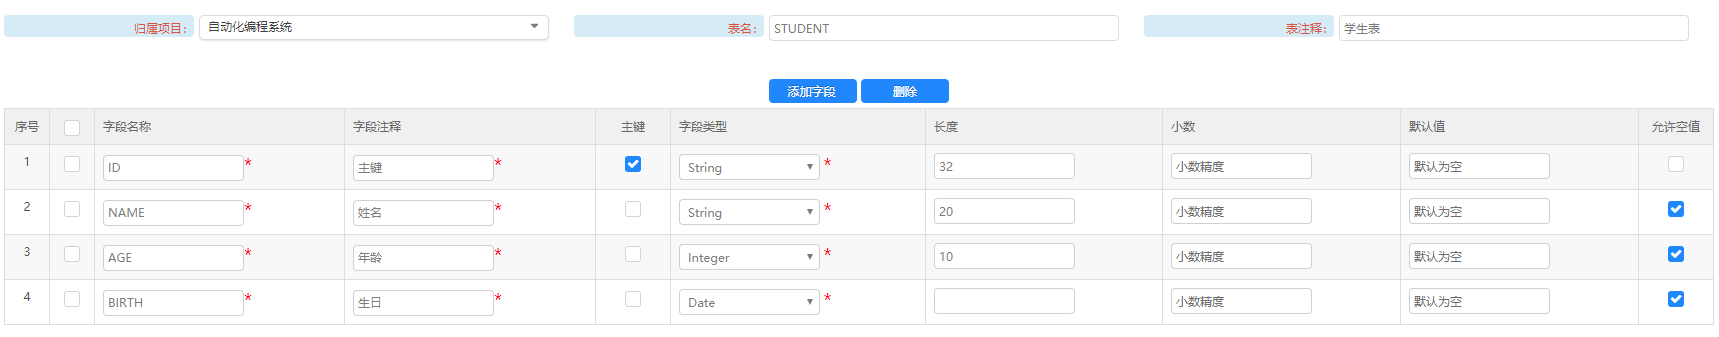 归属项目： 自动化编程系统 表名： STUDENT 表注释： 学生表
添加字段 删除
序号 字段名称 字段注释 主键 字段类型 长度 小数 默认值 允许空值
1 ID * 主键 * String * 32 小数精度 默认为空
2 NAME * 姓名 * String * 20 小数精度 默认为空
3 AGE * 年龄 * Integer * 10 小数精度 默认为空
4 BIRTH * 生日 * Date * 小数精度 默认为空